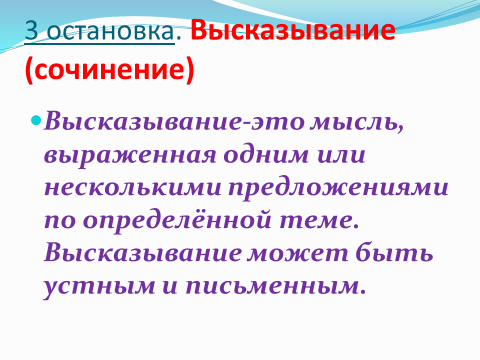 3 остановка. Высказывание
(сочинение)
Высказывание-это мысль,
выраженная одним или
несколькими предложениями
по определённой теме.
Высказывание может быть
устным и письменным.